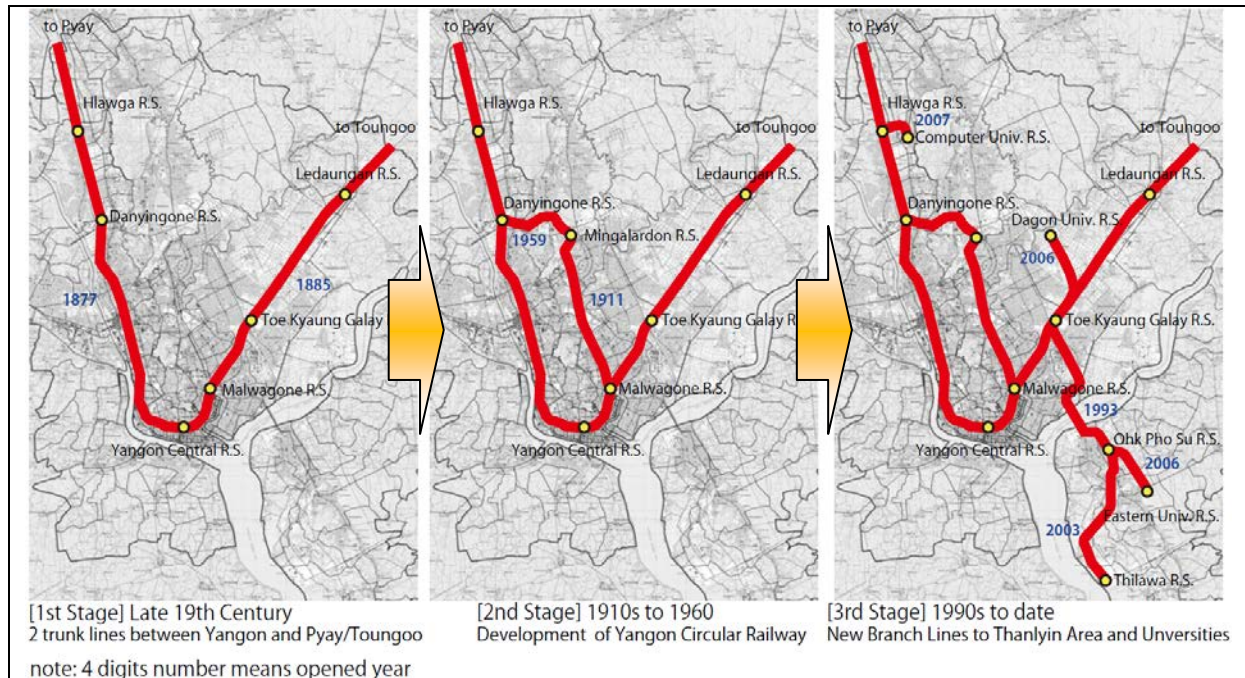 to Pyay
Hlawga R.S.
Danyingone R.S.
1877
Yangon Central R.S.
Malwagone R.S.
Toe Kyaung Galay
1885
Ledaungan R.S.
to Toungoo
[1st Stage] Late 19th Century
2 trunk lines between Yangon and Pyay/Toungoo
to Pyay
Hlawga R.S.
Danyingone R.S.
1959
Mingalardon R.S.
1911
Yangon Central R.S.
Malwagone R.S.
Toe Kyaung Galay R
Ledaungan R.S.
to Toungoo
[2nd Stage] 1910s to 1960
Development of Yangon Circular Railway
to Pyay
Hlawga R.S.
2007
Computer Univ. R.S.
to Toungoo
Ledaungan R.S.
Danyingone R.S.
Dagon Univ. R.S.
2006
Toe Kyaung Galay R.S.
Malwagone R.S.
1993
Yangon Central R.S.
Ohk Pho Su R.S.
2006
Eastern Univ. R.S.
2003
Thilawa R.S.
[3rd Stage] 1990s to date
New Branch Lines to Thanlyin Area and Unversities
note: 4 digits number means opened year